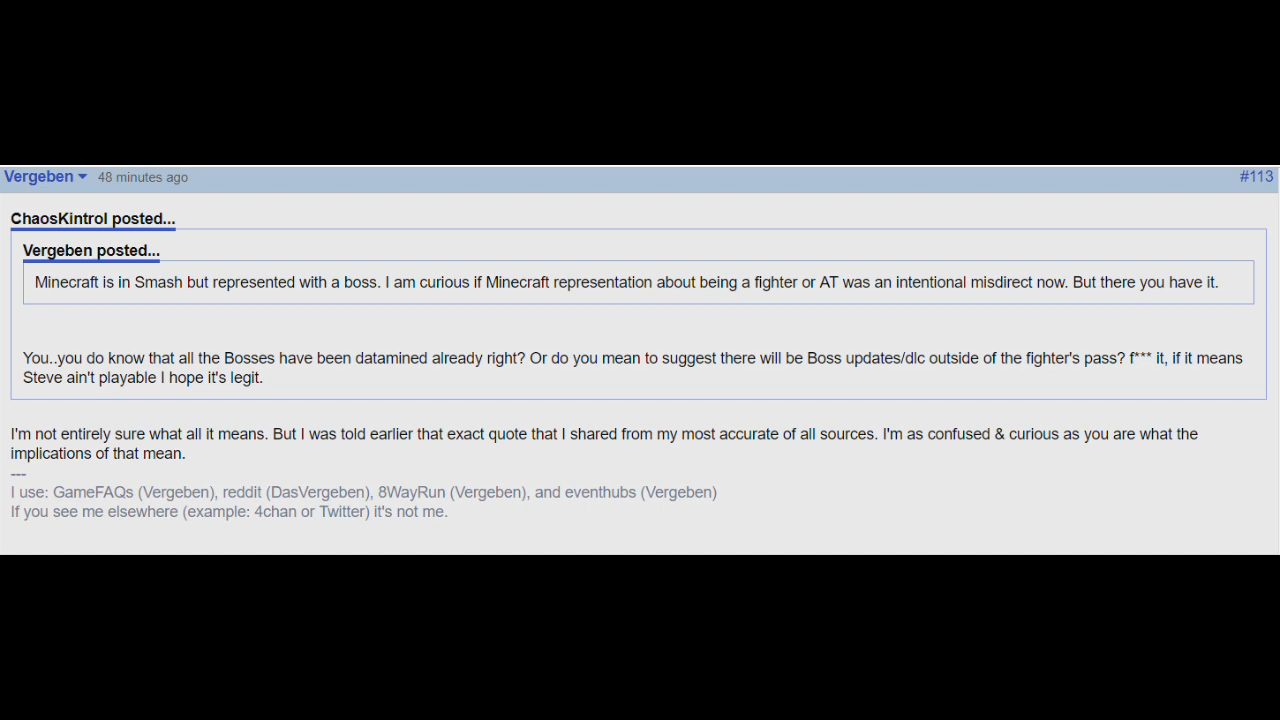 Vergeben 48 minutes ago #113
ChaosKintrol posted...
Vergeben posted...
Minecraft is in Smash but represented with a boss. I am curious if Minecraft representation about being a fighter or AT was an intentional misdirect now. But there you have it.
You..you do know that all the Bosses have been datamined already right? Or do you mean to suggest there will be Boss updates/dlc outside of the fighter's pass? f*** it, if it means
Steve ain't playable I hope it's legit.
I'm not entirely sure what all it means. But I was told earlier that exact quote that I shared from my most accurate of all sources. I'm as confused & curious as you are what the
implications of that mean.
---
I use: GameFAQs (Vergeben), reddit (DasVergeben), 8WayRun (Vergeben), and eventhubs (Vergeben)
If you see me elsewhere (example: 4chan or Twitter) it's not me.